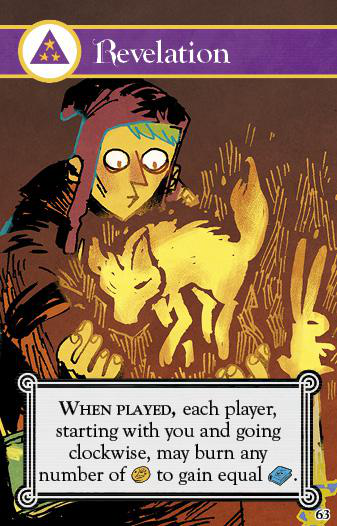 Revelation
WHEN PLAYED, each player,
starting with you and going
clockwise, may burn any
number of to gain equal .
63